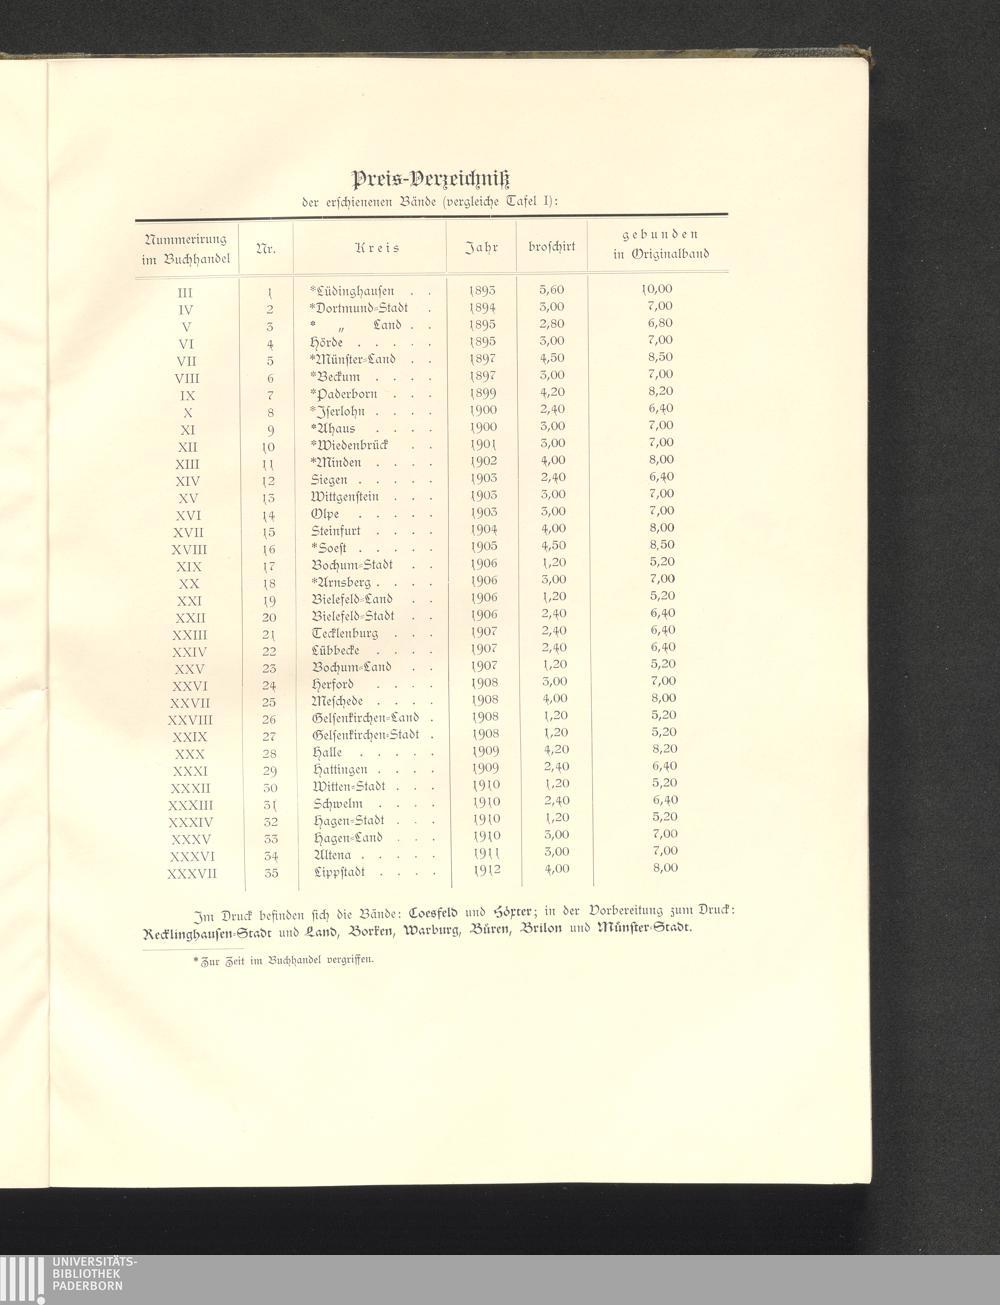 Preis-Verzeichniß
der erschienenen Bände (vergleiche Tafel I):
Nummerirung im Buchhandel Nr. Kreis Jahr broschirt gebunden in Originalband
III 1 *Lüdinghausen . . 1893 5,60 10,00
IV 2 *Dortmund=Stadt . 1894 3,00 7,00
V 3 * „ Land . . 1895 2,80 6,80
VI 4 Hörde . . . . . 1895 3,00 7,00
VII 5 *Münster=Land . . 1897 4,50 8,50
VIII 6 *Beckum . . . . 1897 3,00 7,00
IX 7 *Paderborn . . . 1899 4,20 8,20
X 8 *Iserlohn . . . . 1900 2,40 6,40
XI 9 *Ahaus . . . . 1900 3,00 7,00
XII 10 *Wiedenbrück . . 1901 3,00 7,00
XIII 11 *Minden . . . . 1902 4,00 8,00
XIV 12 Siegen . . . . . 1903 2,40 6,40
XV 13 Wittgenstein . . . 1903 3,00 7,00
XVI 14 Olpe . . . . . 1903 3,00 7,00
XVII 15 Steinfurt . . . . 1904 4,00 8,00
XVIII 16 *Soest . . . . . 1905 4,50 8,50
XIX 17 Bochum=Stadt . . 1906 1,20 5,20
XX 18 *Arnsberg . . . . 1906 3,00 7,00
XXI 19 Bielefeld=Land . . 1906 1,20 5,20
XXII 20 Bielefeld=Stadt . . 1906 2,40 6,40
XXIII 21 Tecklenburg . . . 1907 2,40 6,40
XXIV 22 Lübbecke . . . . 1907 2,40 6,40
XXV 23 Bochum=Land . . 1907 1,20 5,20
XXVI 24 Herford . . . . 1908 3,00 7,00
XXVII 25 Meschede . . . . 1908 4,00 8,00
XXVIII 26 Gelsenkirchen=Land . 1908 1,20 5,20
XXIX 27 Gelsenkirchen=Stadt . 1908 1,20 5,20
XXX 28 Halle . . . . . 1909 4,20 8,20
XXXI 29 Hattingen . . . . 1909 2,40 6,40
XXXII 30 Witten=Stadt . . . 1910 1,20 5,20
XXXIII 31 Schwelm . . . . 1910 2,40 6,40
XXXIV 32 Hagen=Stadt . . . 1910 1,20 5,20
XXXV 33 Hagen=Land . . . 1910 3,00 7,00
XXXVI 34 Altena . . . . . 1911 3,00 7,00
XXXVII 35 Lippstadt . . . . 1912 4,00 8,00
Im Druck befinden sich die Bände: Coesfeld und Höxter; in der Vorbereitung zum Druck:
Recklinghausen=Stadt und Land, Borken, Warburg, Büren, Brilon und Münster=Stadt.
* Zur Zeit im Buchhandel vergriffen.
UNIVERSITÄTS-
BIBLIOTHEK
PADERBORN